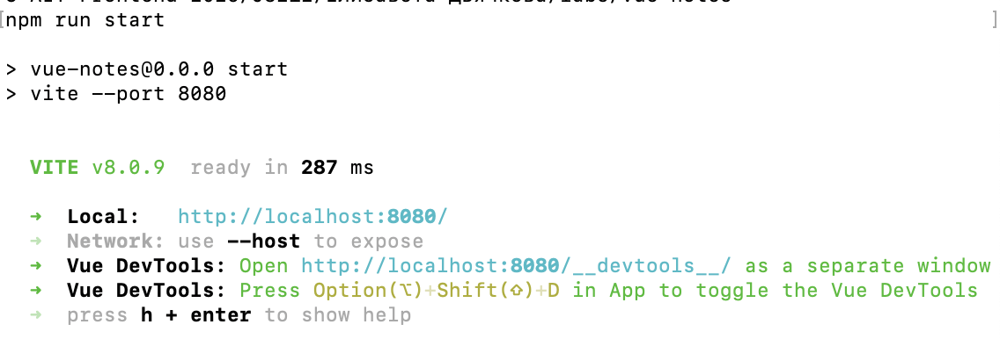 [npm run start ]
> vue-notes@0.0.0 start
> vite --port 8080
VITE v8.0.9 ready in 287 ms
➜ Local: http://localhost:8080/
➜ Network: use --host to expose
➜ Vue DevTools: Open http://localhost:8080/__devtools__/ as a separate window
➜ Vue DevTools: Press Option(⌥)+Shift(⇧)+D in App to toggle the Vue DevTools
➜ press h + enter to show help